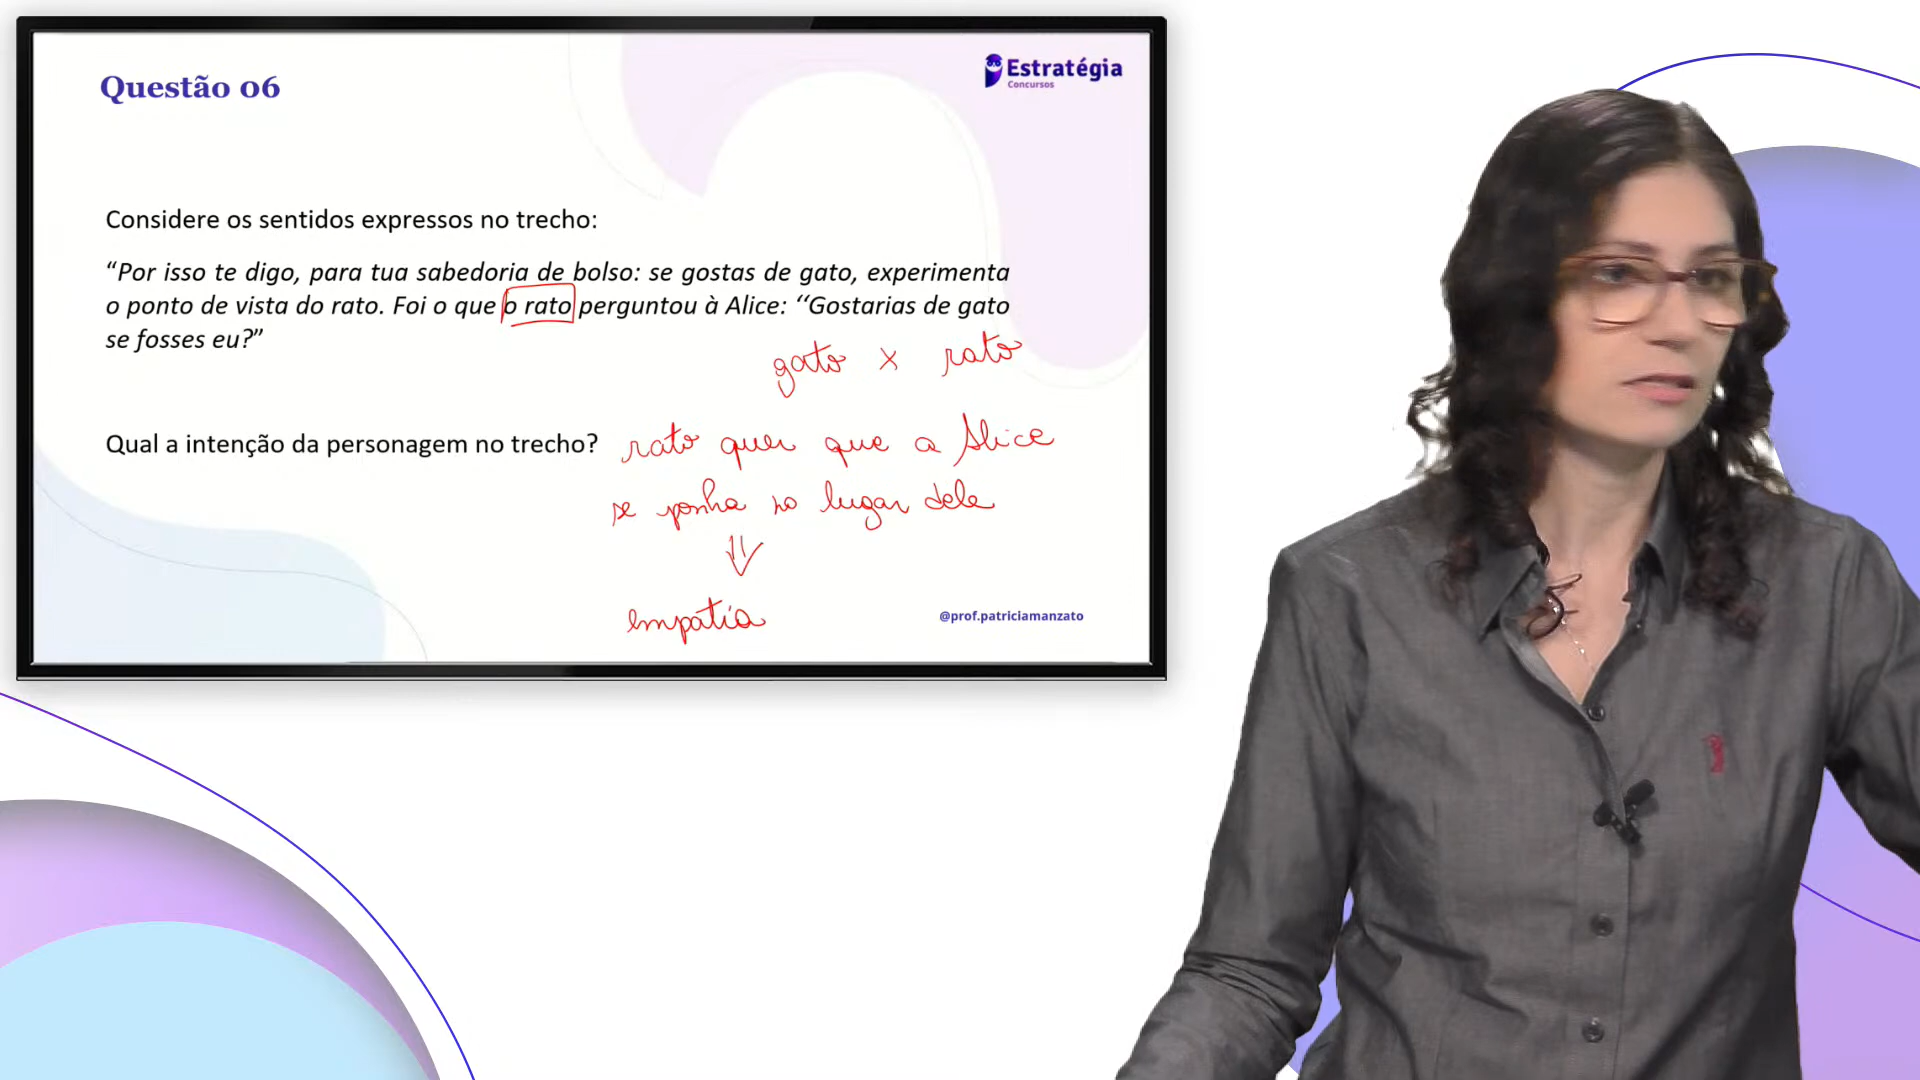 Questão 06
Estratégia
Concursos
Considere os sentidos expressos no trecho:
“Por isso te digo, para tua sabedoria de bolso: se gostas de gato, experimenta
o ponto de vista do rato. Foi o que o rato perguntou à Alice: ‘‘Gostarias de gato
se fosses eu?”
gato x rato
Qual a intenção da personagem no trecho? rato quer que a Alice
se ponha no lugar dele
empatia
@prof.patriciamanzato